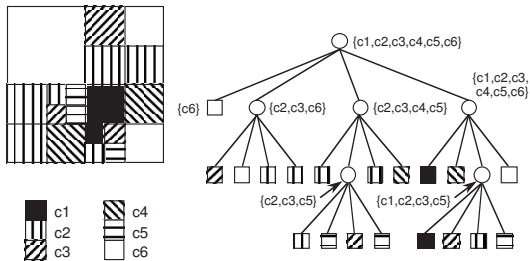 {c1,c2,c3,c4,c5,c6}
{c1,c2,c3,
c4,c5,c6}
{c6}
{c2,c3,c6}
{c2,c3,c4,c5}
{c2,c3,c5}
{c1,c2,c3,c5}
c1
c4
c2
c5
c3
c6